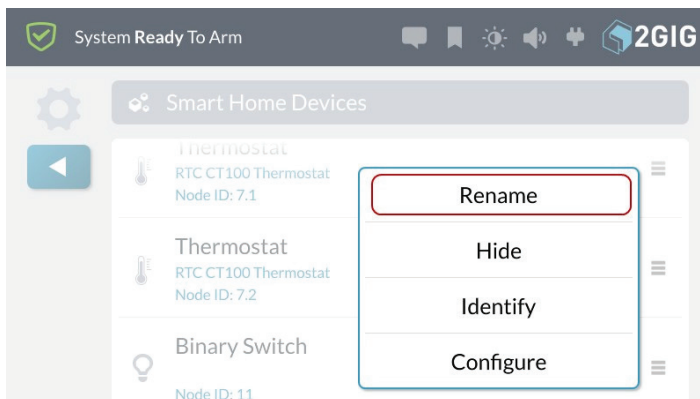 System Ready To Arm
2GIG
Smart Home Devices
Thermostat
RTC CT100 Thermostat
Node ID: 7.1
Thermostat
RTC CT100 Thermostat
Node ID: 7.2
Binary Switch
Node ID: 11
Rename
Hide
Identify
Configure